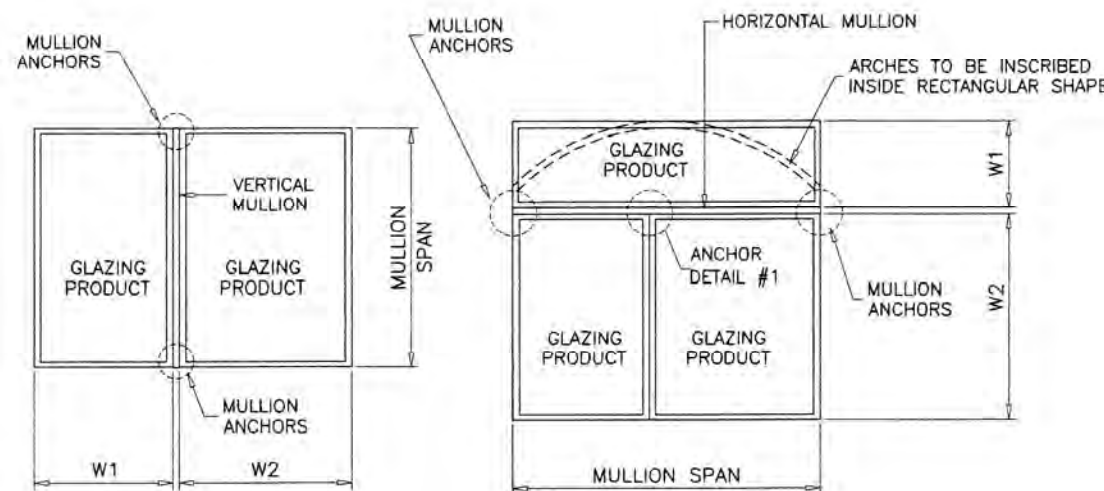 MULLION
ANCHORS
VERTICAL
MULLION
GLAZING
PRODUCT
GLAZING
PRODUCT
MULLION
SPAN
MULLION
ANCHORS
W1
W2
MULLION
ANCHORS
HORIZONTAL MULLION
ARCHES TO BE INSCRIBED
INSIDE RECTANGULAR SHAPE
GLAZING
PRODUCT
W1
ANCHOR
DETAIL #1
MULLION
ANCHORS
GLAZING
PRODUCT
GLAZING
PRODUCT
W2
MULLION SPAN